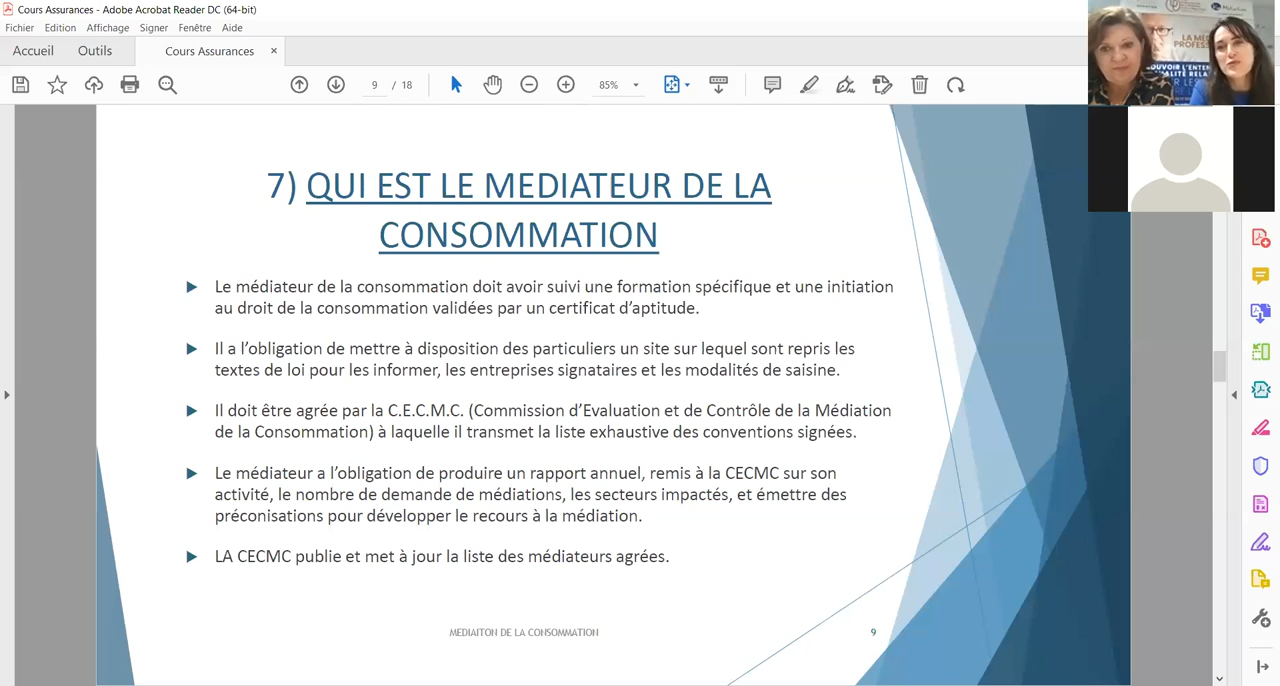 Cours Assurances - Adobe Acrobat Reader DC (64-bit)
Fichier Edition Affichage Signer Fenêtre Aide
Accueil Outils Cours Assurances ×
9 / 18 85%
7) QUI EST LE MEDIATEUR DE LA
CONSOMMATION
Le médiateur de la consommation doit avoir suivi une formation spécifique et une initiation
au droit de la consommation validées par un certificat d’aptitude.
Il a l’obligation de mettre à disposition des particuliers un site sur lequel sont repris les
textes de loi pour les informer, les entreprises signataires et les modalités de saisine.
Il doit être agrée par la C.E.C.M.C. (Commission d’Evaluation et de Contrôle de la Médiation
de la Consommation) à laquelle il transmet la liste exhaustive des conventions signées.
Le médiateur a l’obligation de produire un rapport annuel, remis à la CECMC sur son
activité, le nombre de demande de médiations, les secteurs impactés, et émettre des
préconisations pour développer le recours à la médiation.
LA CECMC publie et met à jour la liste des médiateurs agrées.
MEDIAITON DE LA CONSOMMATION
9